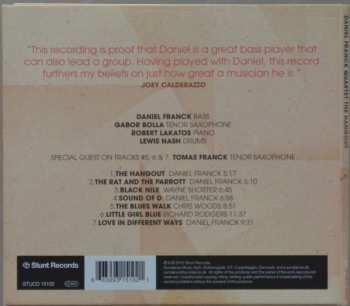 "This recording is proof that Daniel is a great bass player that
can also lead a group. Having played with Daniel, this record
furthers my beliefs on just how great a musician he is."
JOEY CALDERAZZO
DANIEL FRANCK BASS
GABOR BOLLA TENOR SAXOPHONE
ROBERT LAKATOS PIANO
LEWIS NASH DRUMS
SPECIAL GUEST ON TRACKS #5, 6 & 7 TOMAS FRANCK TENOR SAXOPHONE
1 THE HANGOUT DANIEL FRANCK 5:17
2 THE RAT AND THE PARROTT DANIEL FRANCK 6:10
3 BLACK NILE WAYNE SHORTER 6:45
4 SOUND OF D DANIEL FRANCK 6:58
5 THE BLUES WALK CHRIS WOODS 8:51
6 LITTLE GIRL BLUE RICHARD RODGERS 11:37
7 LOVE IN DIFFERENT WAYS DANIEL FRANCK 9:31
Stunt Records
STUCD 15102
DANIEL FRANCK QUARTET THE HANGOUT